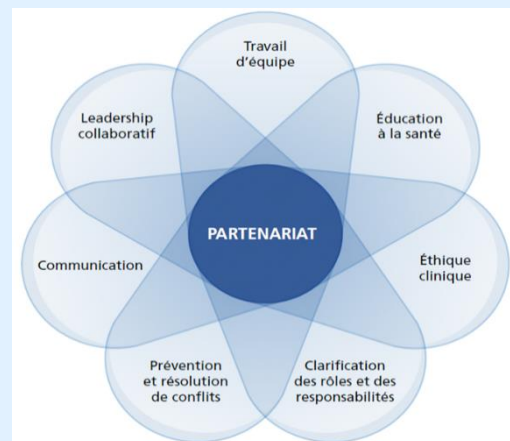 Travail
d'équipe
Leadership
collaboratif
Éducation
à la santé
PARTENARIAT
Communication
Éthique
clinique
Prévention
et résolution
de conflits
Clarification
des rôles et des
responsabilités